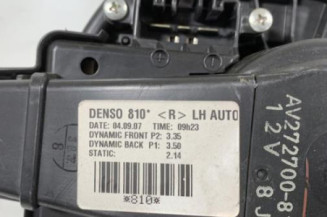 DENSO 810* <R> LH AUTO
DATE: 04.09.07 TIME: 09h23
DYNAMIC FRONT P2: 3.35
DYNAMIC BACK P1: 3.50
STATIC: 2.14
*810*
AV272700-8
12V 8J
8